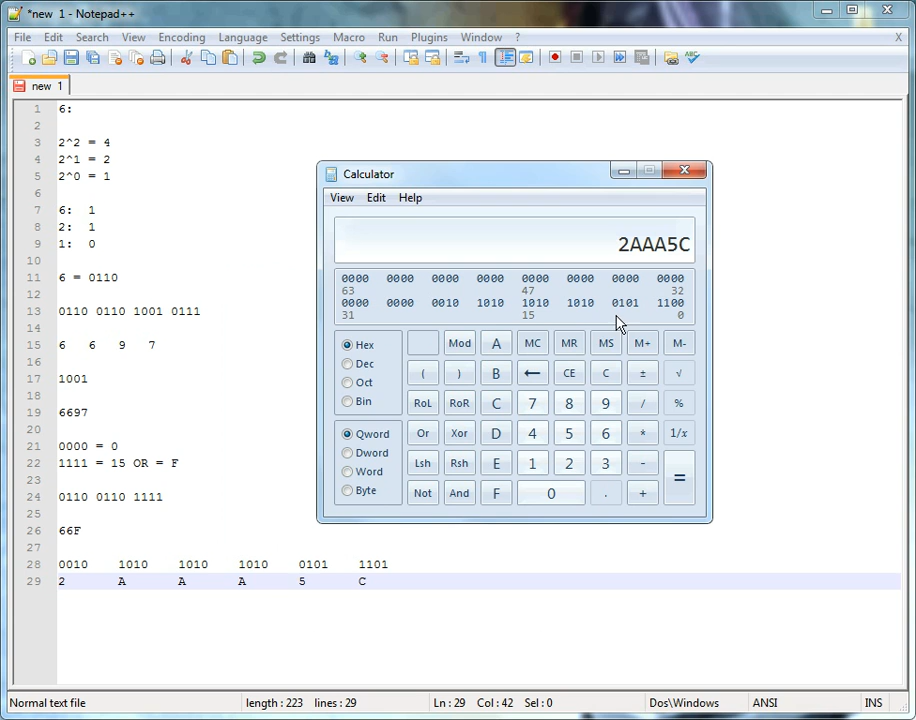 *new 1 - Notepad++
File Edit Search View Encoding Language Settings Macro Run Plugins Window ? X
new 1
1 6:
2
3 2^2 = 4
4 2^1 = 2
5 2^0 = 1
6
7 6: 1
8 2: 1
9 1: 0
10
11 6 = 0110
12
13 0110 0110 1001 0111
14
15 6 6 9 7
16
17 1001
18
19 6697
20
21 0000 = 0
22 1111 = 15 OR = F
23
24 0110 0110 1111
25
26 66F
27
28 0010 1010 1010 1010 0101 1101
29 2 A A A 5 C
Calculator
View Edit Help
2AAA5C
0000 0000 0000 0000 0000 0000 0000 0000
63 47 32
0000 0000 0010 1010 1010 1010 0101 1100
31 15 0
Hex Mod A MC MR MS M+ M-
Dec ( ) B ← CE C ± √
Oct
Bin RoL RoR C 7 8 9 / %
Qword Or Xor D 4 5 6 * 1/x
Dword
Word Lsh Rsh E 1 2 3 - =
Byte Not And F 0 . +
Normal text file length : 223 lines : 29 Ln : 29 Col : 42 Sel : 0 Dos\Windows ANSI INS